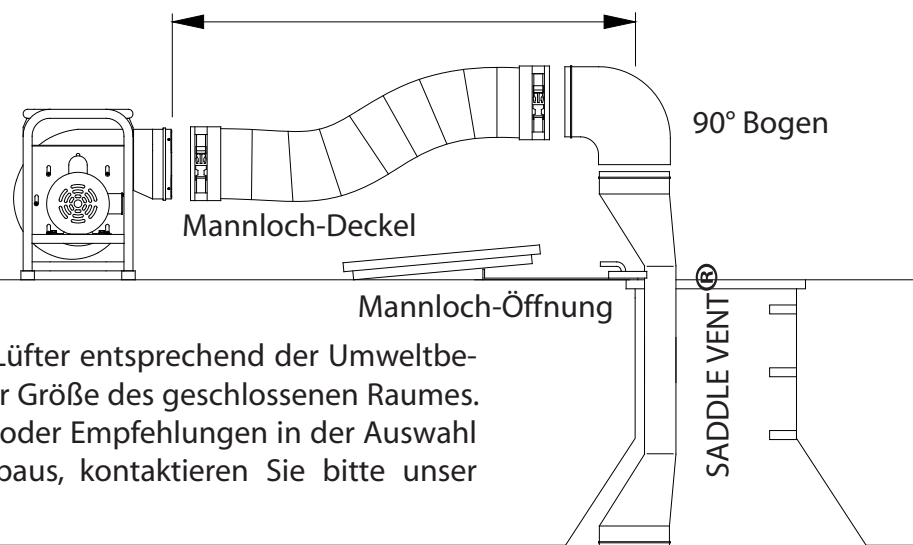 90° Bogen
Mannloch-Deckel
Mannloch-Öffnung
SADDLE VENT®
Lüfter entsprechend der Umweltbe-
r Größe des geschlossenen Raumes.
oder Empfehlungen in der Auswahl
paus, kontaktieren Sie bitte unser